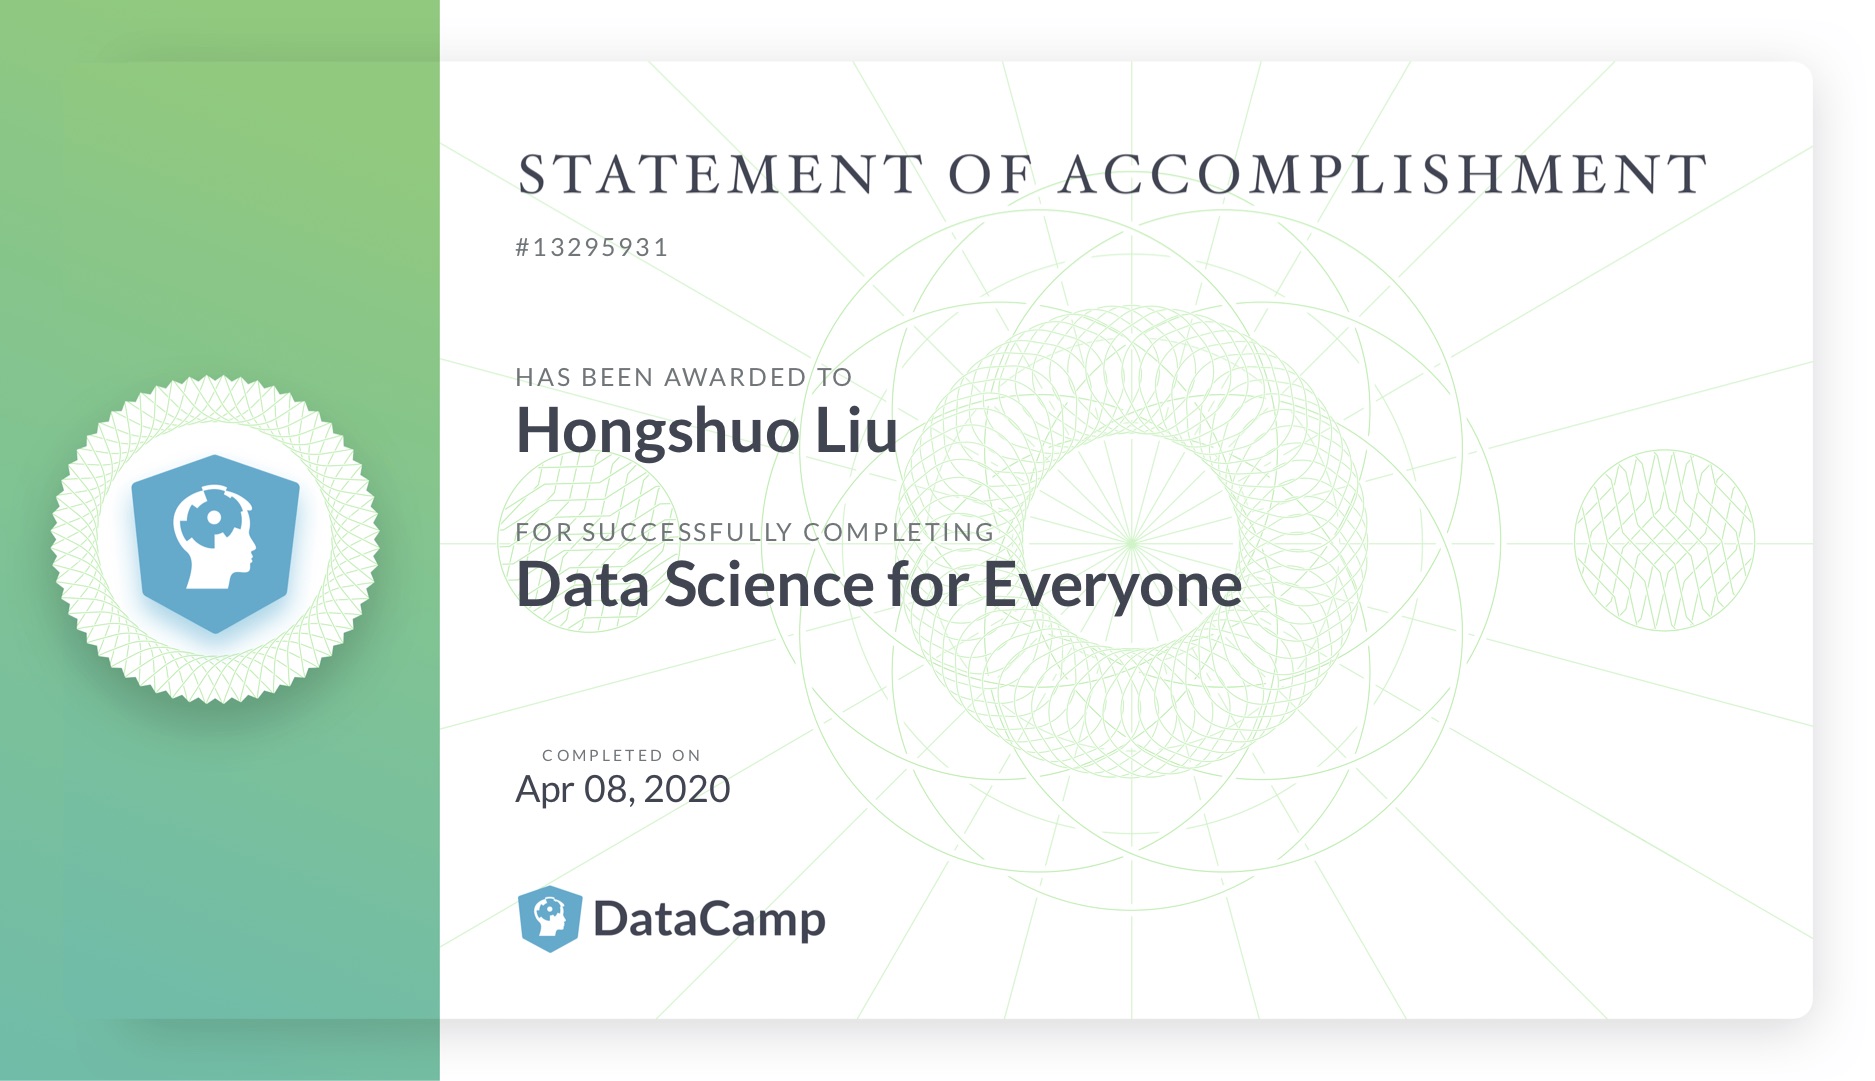 STATEMENT OF ACCOMPLISHMENT
#13295931
HAS BEEN AWARDED TO
Hongshuo Liu
FOR SUCCESSFULLY COMPLETING
Data Science for Everyone
COMPLETED ON
Apr 08, 2020
DataCamp